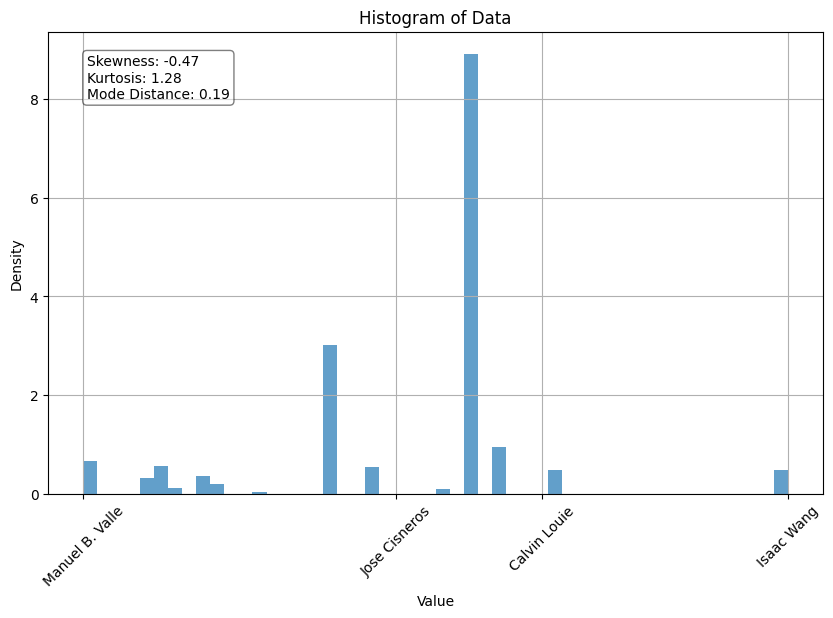 Histogram of Data
Skewness: -0.47
Kurtosis: 1.28
Mode Distance: 0.19
Density
8
6
4
2
0
Manuel B. Valle
Jose Cisneros
Calvin Louie
Isaac Wang
Value